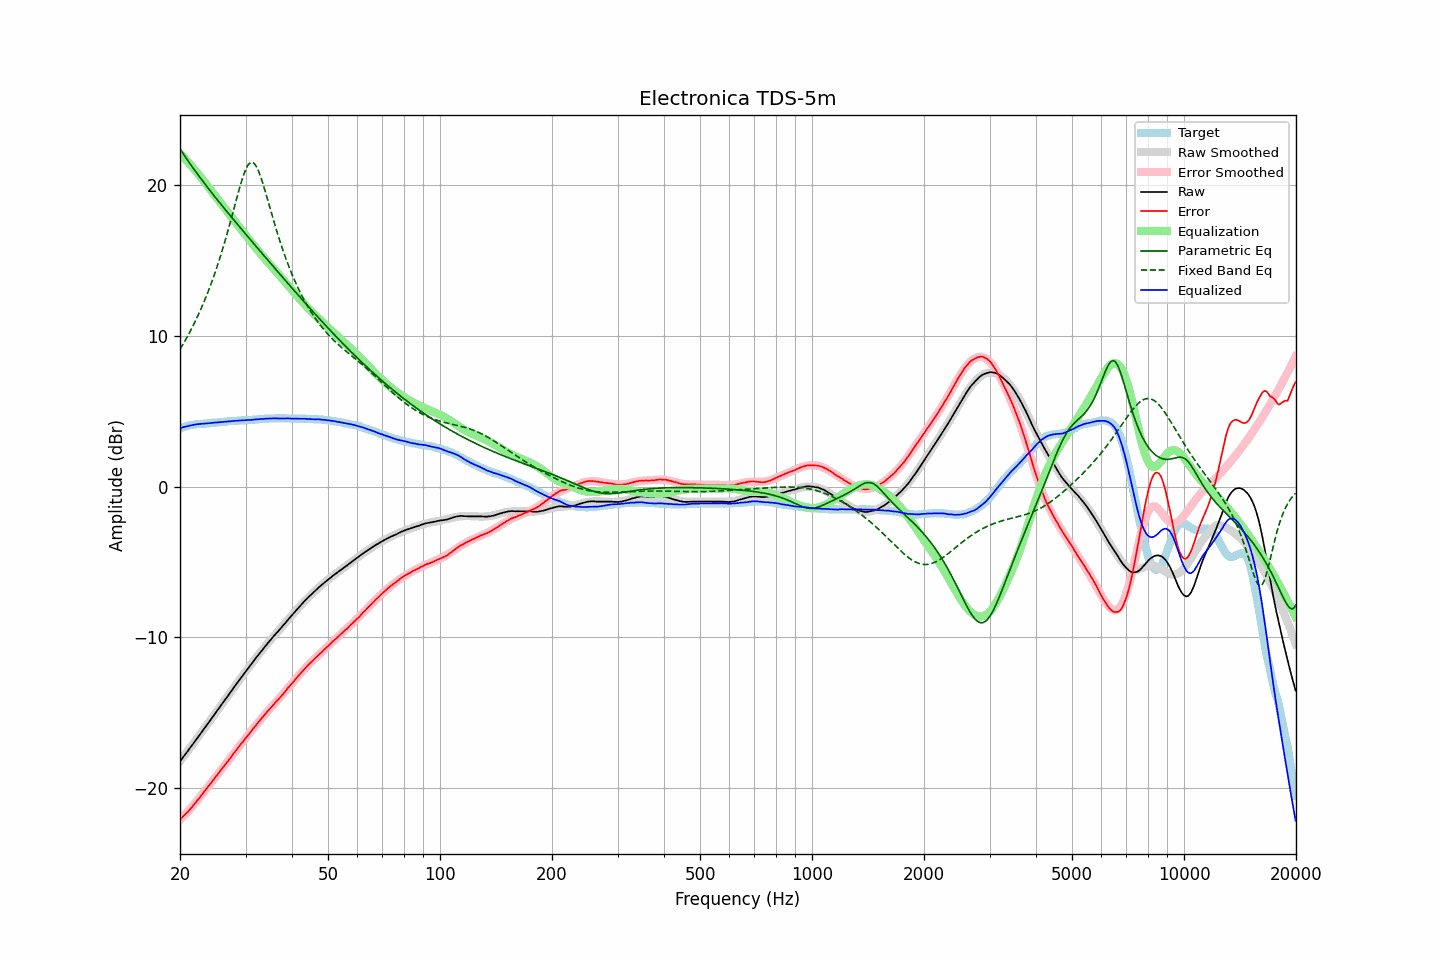 Electronica TDS-5m
Target
Raw Smoothed
Error Smoothed
Raw
Error
Equalization
Parametric Eq
Fixed Band Eq
Equalized
Amplitude (dBr)
20
10
0
−10
−20
20 50 100 200 500 1000 2000 5000 10000 20000
Frequency (Hz)